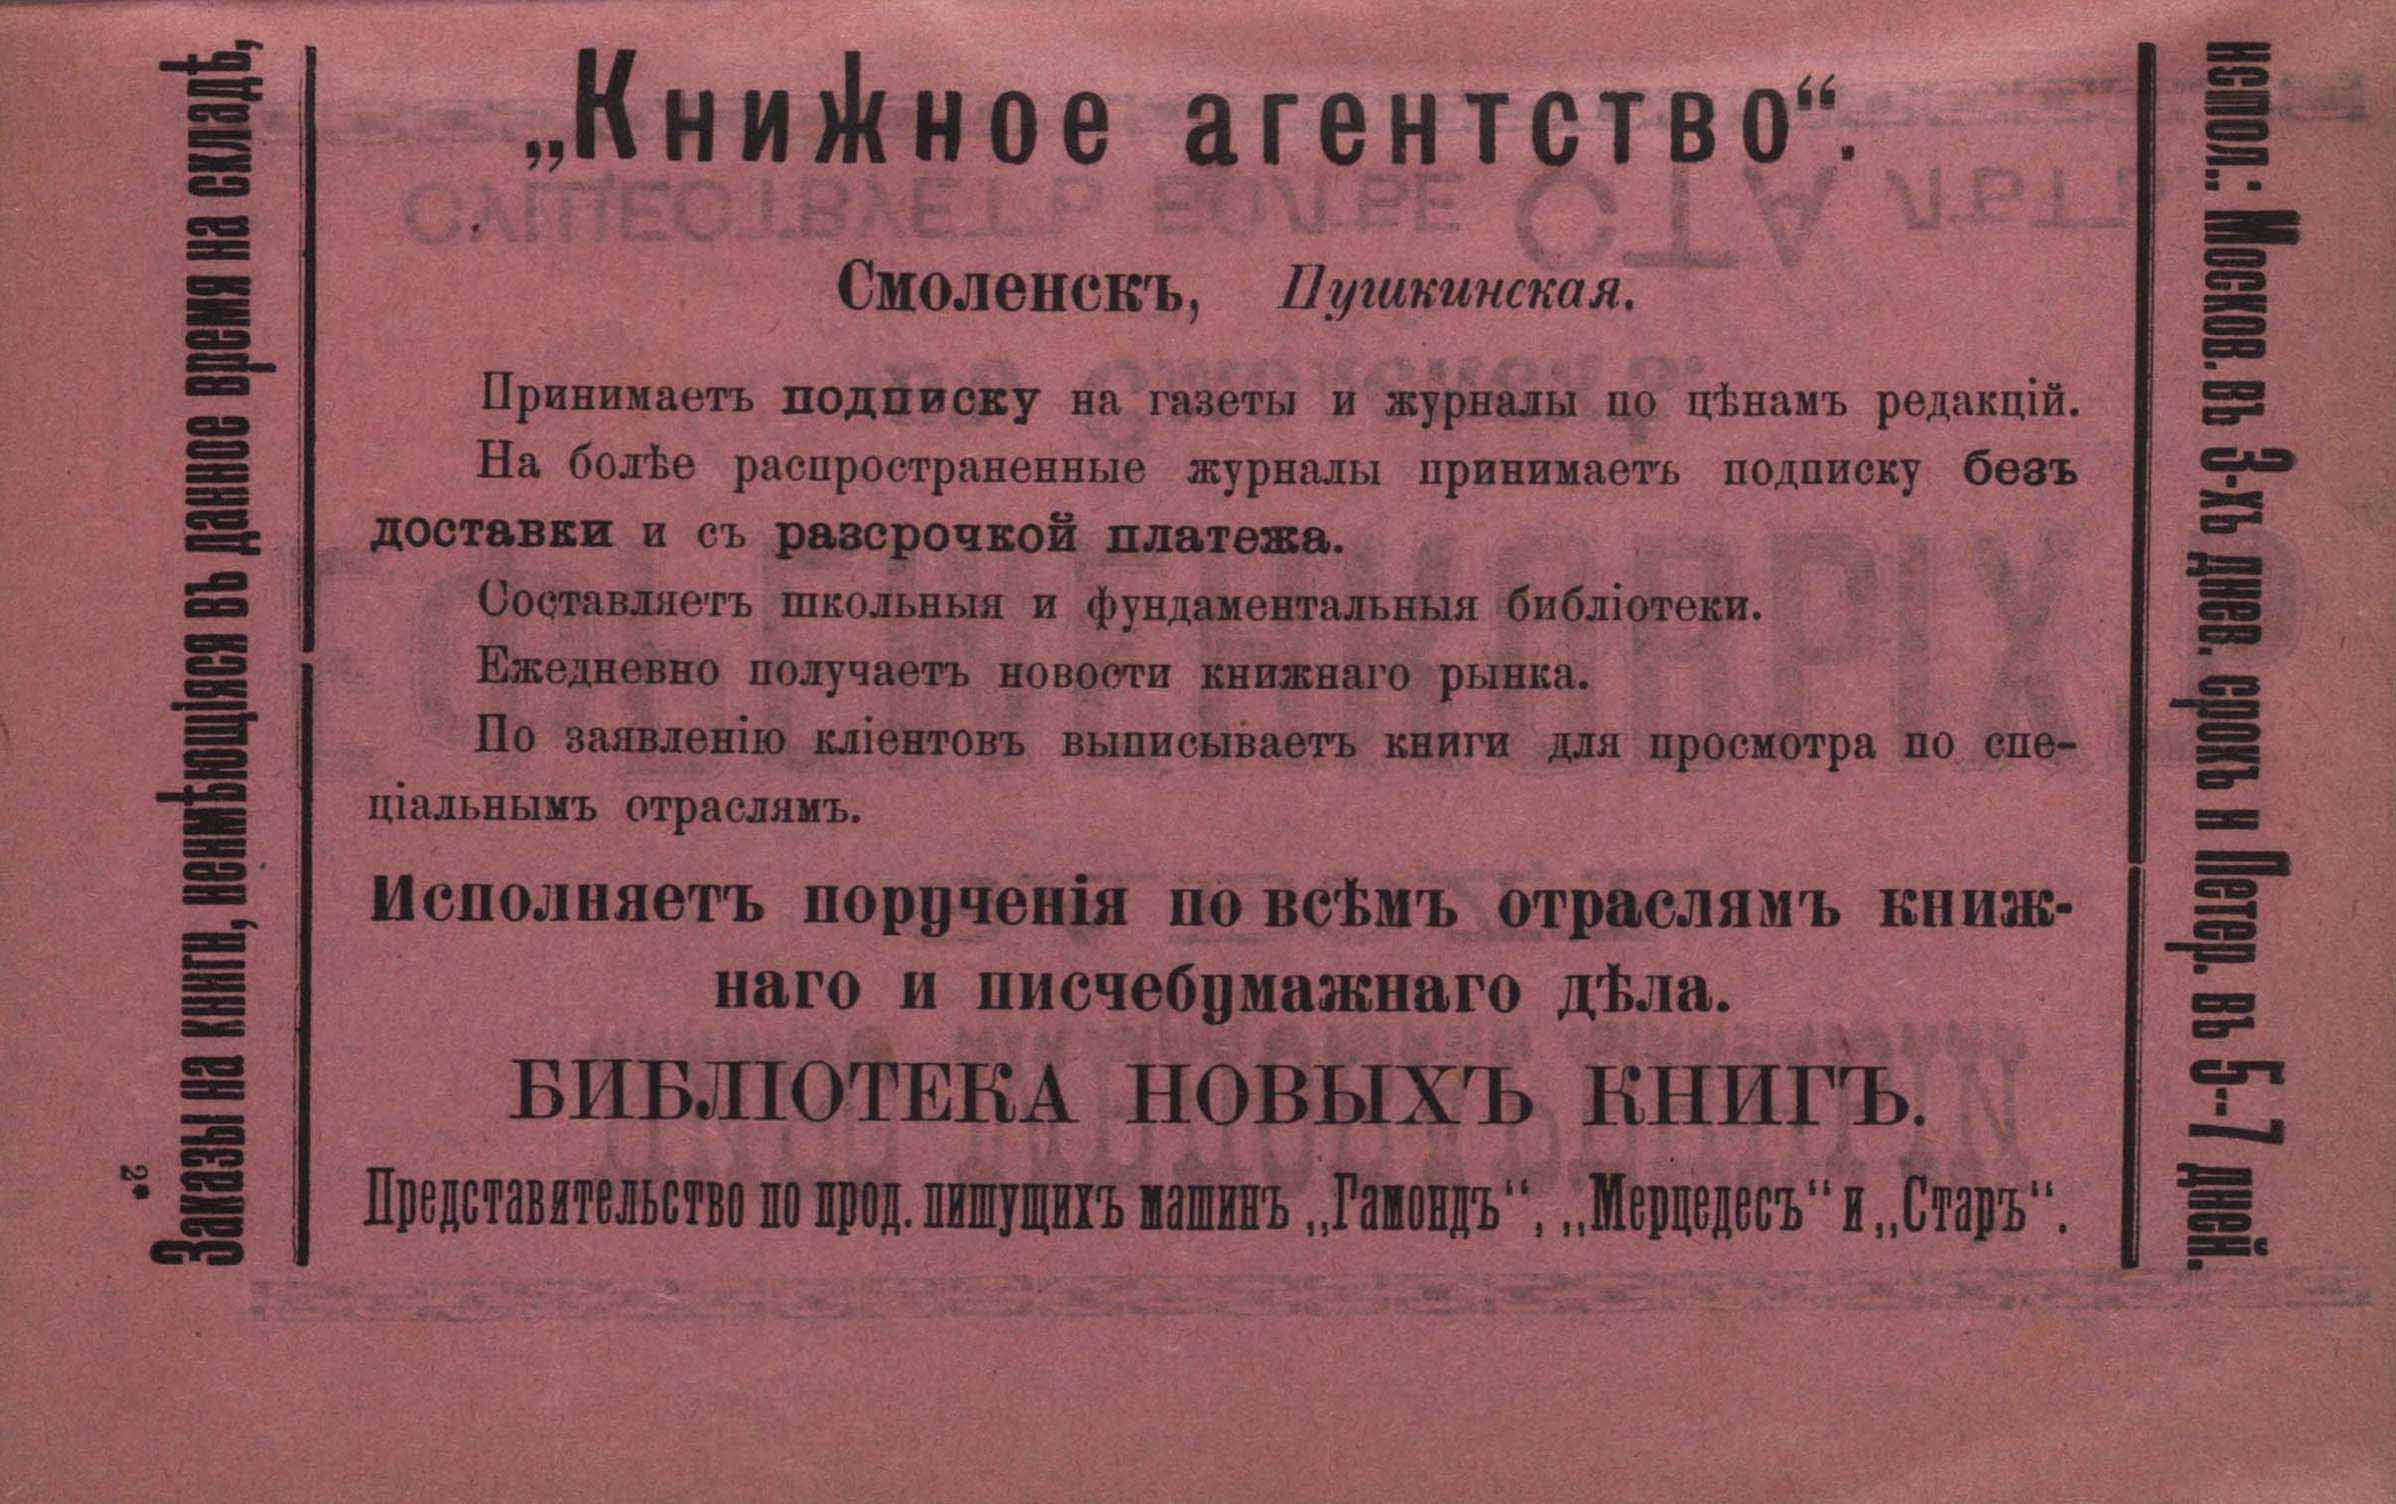 „Книжное агентство“.
Смоленскъ, Пушкинская.
Принимаетъ подписку на газеты и журналы по цѣнамъ редакцій.
На болѣе распространенные журналы принимаетъ подписку безъ
доставки и съ разсрочкой платежа.
Составляетъ школьныя и фундаментальныя библіотеки.
Ежедневно получаетъ новости книжнаго рынка.
По заявленію кліентовъ выписываетъ книги для просмотра по спе-
ціальнымъ отраслямъ.
Исполняетъ порученія по всѣмъ отраслямъ книж-
наго и писчебумажнаго дѣла.
БИБЛІОТЕКА НОВЫХЪ КНИГЪ.
Представительство по прод. пишущихъ машинъ „Гамондъ“, „Мерцедесъ“ и „Старъ“.
Заказы на книги, неимѣющіяся въ данное время на складѣ,
испол.: Москов. въ 3-хъ днев. срокъ и Петер. въ 5--7 дней.
2*